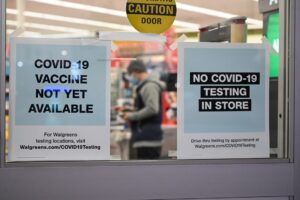 CAUTION
DOOR
COVID-19
VACCINE
NOT YET
AVAILABLE
For Walgreens
testing locations, visit
Walgreens.com/COVID19Testing
NO COVID-19
TESTING
IN STORE
Drive thru testing by appointment at
Walgreens.com/COVID19Testing